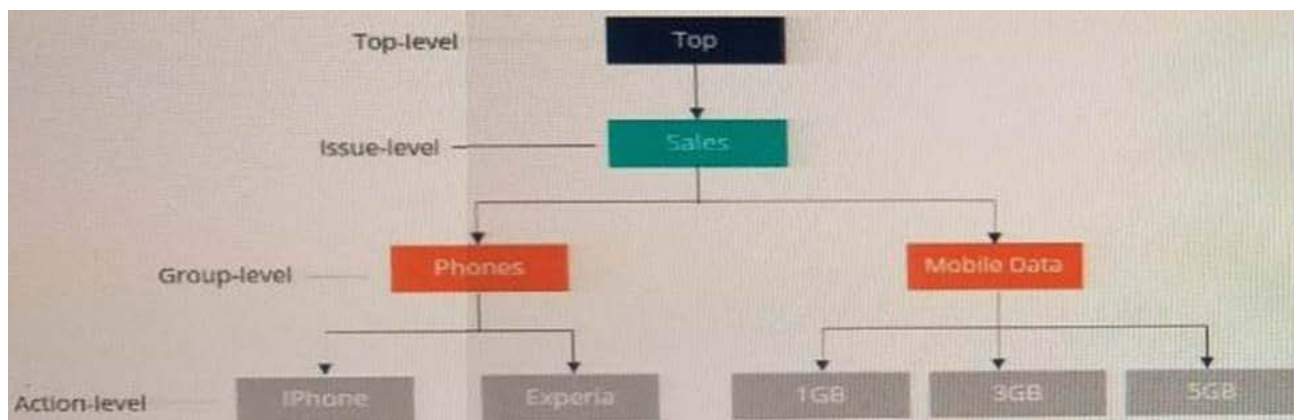 Top-level
Top
Issue-level
Sales
Group-level
Phones
Mobile Data
Action-level
IPhone
Experia
1GB
3GB
5GB